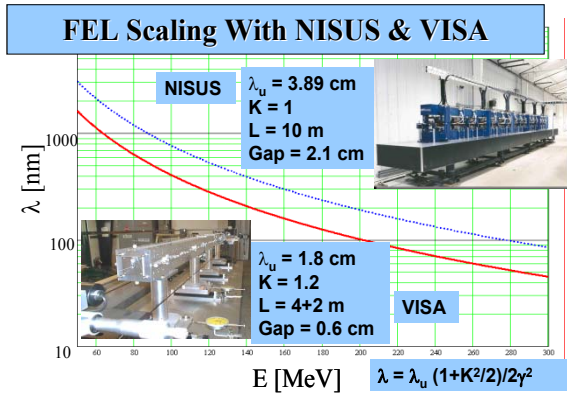 FEL Scaling With NISUS & VISA
NISUS
λu = 3.89 cm
K = 1
L = 10 m
Gap = 2.1 cm
1000
λ [nm]
100
λu = 1.8 cm
K = 1.2
L = 4+2 m
Gap = 0.6 cm
VISA
10
60 80 100 120 140 160 180 200 220 240 260 280 300
E [MeV]
λ = λu (1+K²/2)/2γ²